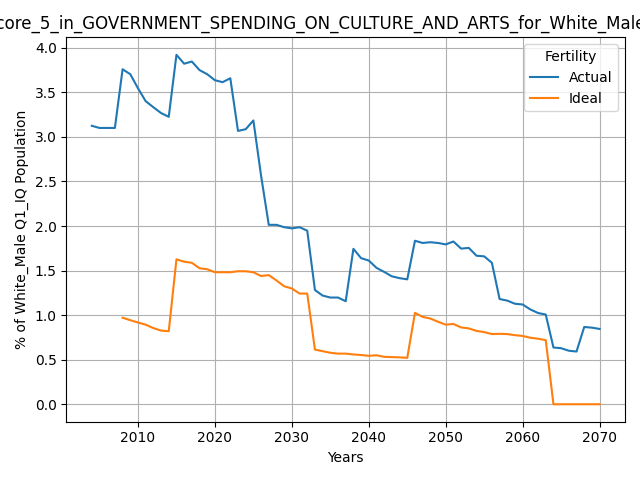 core_5_in_GOVERNMENT_SPENDING_ON_CULTURE_AND_ARTS_for_White_Male
Fertility
Actual
Ideal
% of White_Male Q1_IQ Population
4.0
3.5
3.0
2.5
2.0
1.5
1.0
0.5
0.0
2010 2020 2030 2040 2050 2060 2070
Years